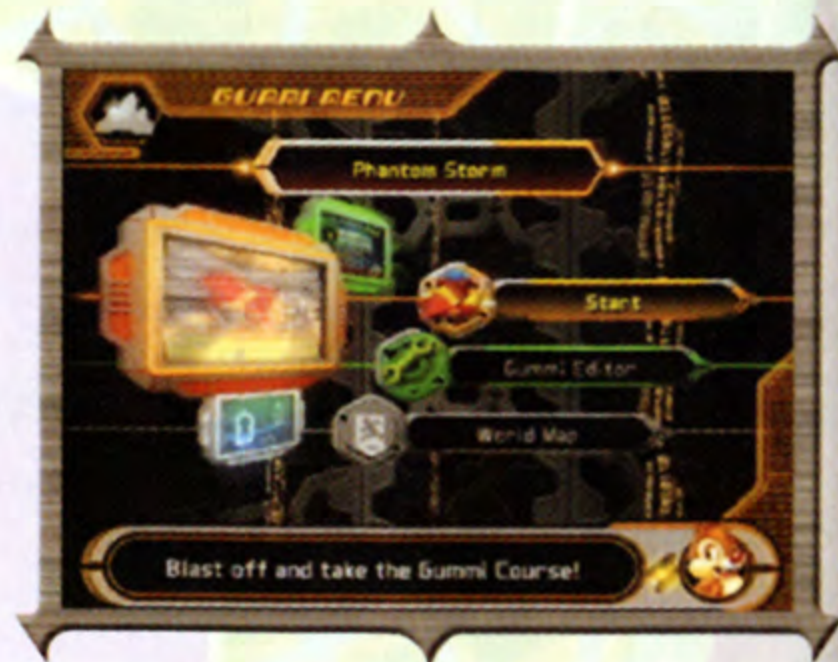 GUMMI MENU
Phantom Storm
Start
Gummi Editor
World Map
Blast off and take the Gummi Course!